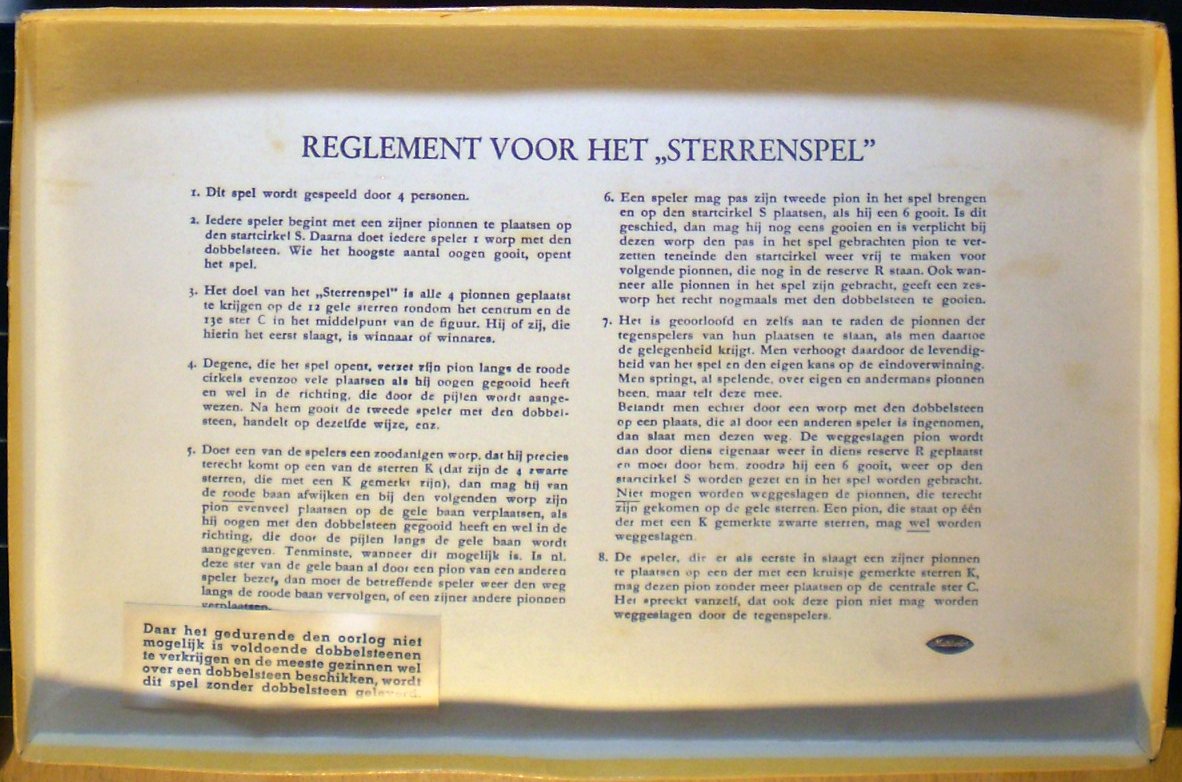 REGLEMENT VOOR HET „STERRENSPEL”
1. Dit spel wordt gespeeld door 4 personen.
2. Iedere speler begint met een zijner pionnen te plaatsen op
den startcirkel S. Daarna doet iedere speler 1 worp met den
dobbelsteen. Wie het hoogste aantal oogen gooit, opent
het spel.
3. Het doel van het „Sterrenspel” is alle 4 pionnen geplaatst
te krijgen op de 12 gele sterren rondom het centrum en de
13e ster C in het middelpunt van de figuur. Hij of zij, die
hierin het eerst slaagt, is winnaar of winnares.
4. Degene, die het spel opent, verzet zijn pion langs de roode
cirkels evenzoo vele plaatsen als hij oogen gegooid heeft
en wel in de richting, die door de pijlen wordt aange-
wezen. Na hem gooit de tweede speler met den dobbel-
steen, handelt op dezelfde wijze, enz.
5. Doet een van de spelers een zoodanigen worp, dat hij precies
terecht komt op een van de sterren K (dat zijn de 4 zwarte
sterren, die met een K gemerkt zijn), dan mag hij van
de roode baan afwijken en bij den volgenden worp zijn
pion evenveel plaatsen op de gele baan verplaatsen, als
hij oogen met den dobbelsteen gegooid heeft en wel in de
richting, die door de pijlen langs de gele baan wordt
aangegeven. Tenminste, wanneer dit mogelijk is. Is nl.
deze ster van de gele baan al door een pion van een anderen
speler bezet, dan moet de betreffende speler weer den weg
langs de roode baan vervolgen, of een zijner andere pionnen
verplaatsen.
Daar het gedurende den oorlog niet
mogelijk is voldoende dobbelsteenen
te verkrijgen en de meeste gezinnen wel
over een dobbelsteen beschikken, wordt
dit spel zonder dobbelsteen geleverd.
6. Een speler mag pas zijn tweede pion in het spel brengen
en op den startcirkel S plaatsen, als hij een 6 gooit. Is dit
geschied, dan mag hij nog eens gooien en is verplicht bij
dezen worp den pas in het spel gebrachten pion te ver-
zetten teneinde den startcirkel weer vrij te maken voor
volgende pionnen, die nog in de reserve R staan. Ook wan-
neer alle pionnen in het spel zijn gebracht, geeft een zes-
worp het recht nogmaals met den dobbelsteen te gooien.
7. Het is geoorloofd en zelfs aan te raden de pionnen der
tegenspelers van hun plaatsen te slaan, als men daartoe
de gelegenheid krijgt. Men verhoogt daardoor de levendig-
heid van het spel en den eigen kans op de eindoverwinning.
Men springt, al spelende, over eigen en andermans pionnen
heen, maar telt deze mee.
Belandt men echter door een worp met den dobbelsteen
op een plaats, die al door een anderen speler is ingenomen,
dan slaat men dezen weg. De weggeslagen pion wordt
dan door diens eigenaar weer in diens reserve R geplaatst
en moet door hem, zoodra hij een 6 gooit, weer op den
startcirkel S worden gezet en in het spel worden gebracht.
Niet mogen worden weggeslagen de pionnen, die terecht
zijn gekomen op de gele sterren. Een pion, die staat op één
der met een K gemerkte zwarte sterren, mag wel worden
weggeslagen.
8. De speler, die er als eerste in slaagt een zijner pionnen
te plaatsen op een der met een kruisje gemerkte sterren K,
mag dezen pion zonder meer plaatsen op de centrale ster C.
Het spreekt vanzelf, dat ook deze pion niet mag worden
weggeslagen door de tegenspelers.